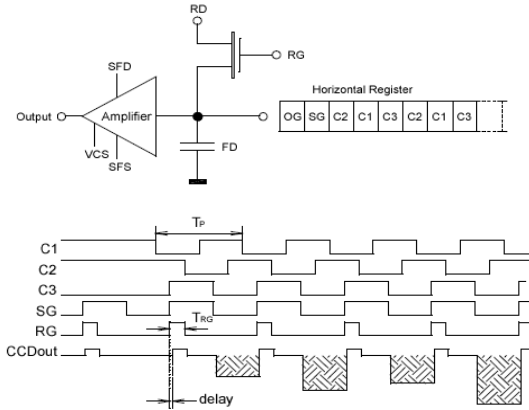 RD
RG
SFD
Output
Amplifier
VCS
SFS
FD
Horizontal Register
OG SG C2 C1 C3 C2 C1 C3
TP
C1
C2
C3
SG
TRG
RG
CCDout
delay